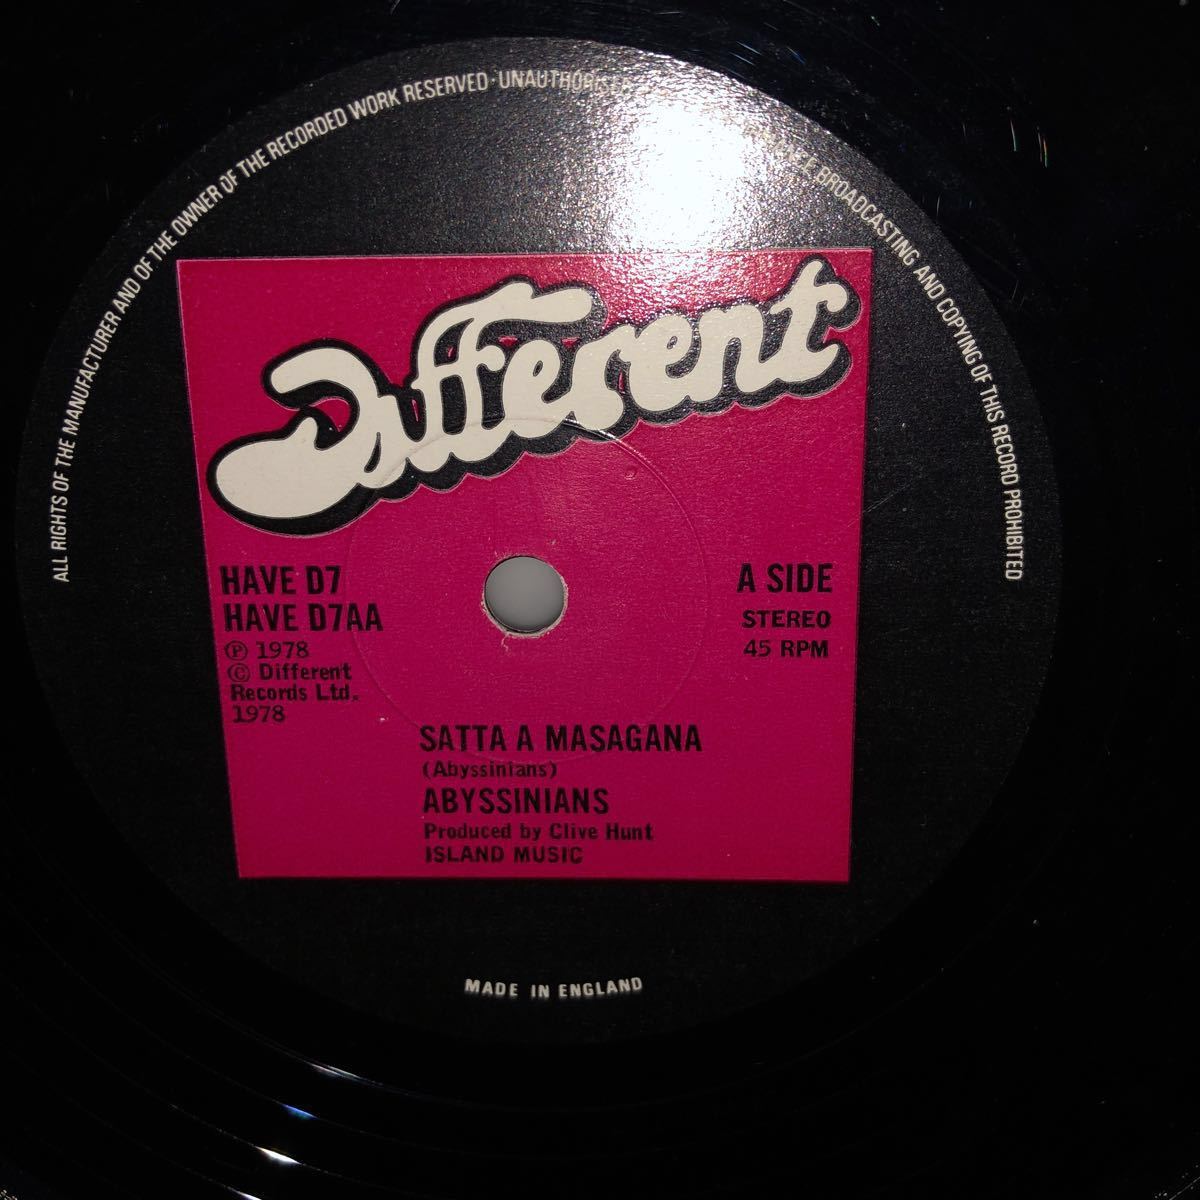 ALL RIGHTS OF THE MANUFACTURER AND OF THE OWNER OF THE RECORDED WORK RESERVED · UNAUTHORISED BROADCASTING AND COPYING OF THIS RECORD PROHIBITED
Different
HAVE D7
HAVE D7AA
℗ 1978
© Different
Records Ltd.
1978
A SIDE
STEREO
45 RPM
SATTA A MASAGANA
(Abyssinians)
ABYSSINIANS
Produced by Clive Hunt
ISLAND MUSIC
MADE IN ENGLAND